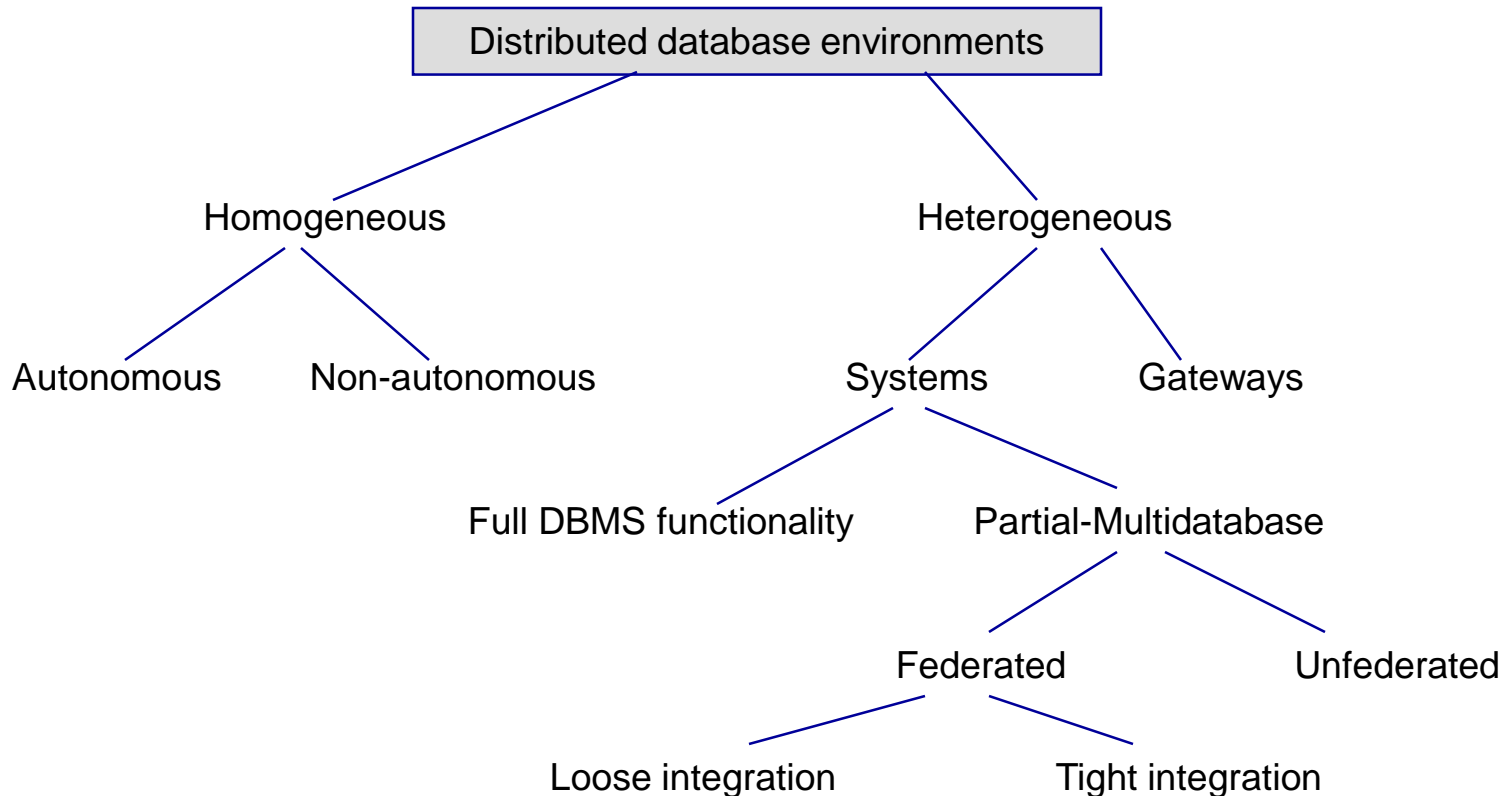 Distributed database environments
Homogeneous
Heterogeneous
Autonomous
Non-autonomous
Systems
Gateways
Full DBMS functionality
Partial-Multidatabase
Federated
Unfederated
Loose integration
Tight integration